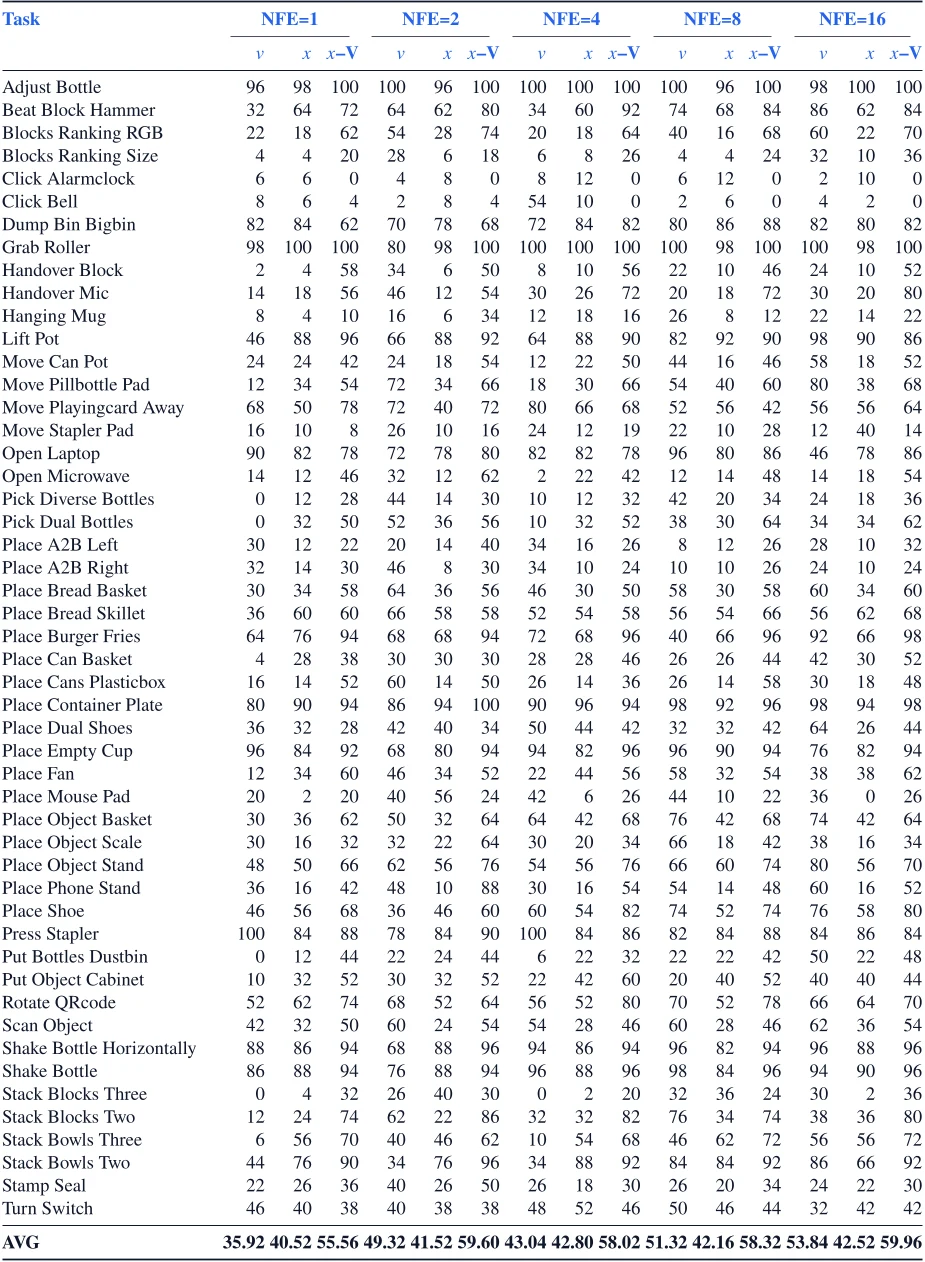 Task NFE=1 NFE=2 NFE=4 NFE=8 NFE=16
v x x–V v x x–V v x x–V v x x–V v x x–V
Adjust Bottle 96 98 100 100 96 100 100 100 100 100 96 100 98 100 100
Beat Block Hammer 32 64 72 64 62 80 34 60 92 74 68 84 86 62 84
Blocks Ranking RGB 22 18 62 54 28 74 20 18 64 40 16 68 60 22 70
Blocks Ranking Size 4 4 20 28 6 18 6 8 26 4 4 24 32 10 36
Click Alarmclock 6 6 0 4 8 0 8 12 0 6 12 0 2 10 0
Click Bell 8 6 4 2 8 4 54 10 0 2 6 0 4 2 0
Dump Bin Bigbin 82 84 62 70 78 68 72 84 82 80 86 88 82 80 82
Grab Roller 98 100 100 80 98 100 100 100 100 100 98 100 100 98 100
Handover Block 2 4 58 34 6 50 8 10 56 22 10 46 24 10 52
Handover Mic 14 18 56 46 12 54 30 26 72 20 18 72 30 20 80
Hanging Mug 8 4 10 16 6 34 12 18 16 26 8 12 22 14 22
Lift Pot 46 88 96 66 88 92 64 88 90 82 92 90 98 90 86
Move Can Pot 24 24 42 24 18 54 12 22 50 44 16 46 58 18 52
Move Pillbottle Pad 12 34 54 72 34 66 18 30 66 54 40 60 80 38 68
Move Playingcard Away 68 50 78 72 40 72 80 66 68 52 56 42 56 56 64
Move Stapler Pad 16 10 8 26 10 16 24 12 19 22 10 28 12 40 14
Open Laptop 90 82 78 72 78 80 82 82 78 96 80 86 46 78 86
Open Microwave 14 12 46 32 12 62 2 22 42 12 14 48 14 18 54
Pick Diverse Bottles 0 12 28 44 14 30 10 12 32 42 20 34 24 18 36
Pick Dual Bottles 0 32 50 52 36 56 10 32 52 38 30 64 34 34 62
Place A2B Left 30 12 22 20 14 40 34 16 26 8 12 26 28 10 32
Place A2B Right 32 14 30 46 8 30 34 10 24 10 10 26 24 10 24
Place Bread Basket 30 34 58 64 36 56 46 30 50 58 30 58 60 34 60
Place Bread Skillet 36 60 60 66 58 58 52 54 58 56 54 66 56 62 68
Place Burger Fries 64 76 94 68 68 94 72 68 96 40 66 96 92 66 98
Place Can Basket 4 28 38 30 30 30 28 28 46 26 26 44 42 30 52
Place Cans Plasticbox 16 14 52 60 14 50 26 14 36 26 14 58 30 18 48
Place Container Plate 80 90 94 86 94 100 90 96 94 98 92 96 98 94 98
Place Dual Shoes 36 32 28 42 40 34 50 44 42 32 32 42 64 26 44
Place Empty Cup 96 84 92 68 80 94 94 82 96 96 90 94 76 82 94
Place Fan 12 34 60 46 34 52 22 44 56 58 32 54 38 38 62
Place Mouse Pad 20 2 20 40 56 24 42 6 26 44 10 22 36 0 26
Place Object Basket 30 36 62 50 32 64 64 42 68 76 42 68 74 42 64
Place Object Scale 30 16 32 32 22 64 30 20 34 66 18 42 38 16 34
Place Object Stand 48 50 66 62 56 76 54 56 76 66 60 74 80 56 70
Place Phone Stand 36 16 42 48 10 88 30 16 54 54 14 48 60 16 52
Place Shoe 46 56 68 36 46 60 60 54 82 74 52 74 76 58 80
Press Stapler 100 84 88 78 84 90 100 84 86 82 84 88 84 86 84
Put Bottles Dustbin 0 12 44 22 24 44 6 22 32 22 22 42 50 22 48
Put Object Cabinet 10 32 52 30 32 52 22 42 60 20 40 52 40 40 44
Rotate QRcode 52 62 74 68 52 64 56 52 80 70 52 78 66 64 70
Scan Object 42 32 50 60 24 54 54 28 46 60 28 46 62 36 54
Shake Bottle Horizontally 88 86 94 68 88 96 94 86 94 96 82 94 96 88 96
Shake Bottle 86 88 94 76 88 94 96 88 96 98 84 96 94 90 96
Stack Blocks Three 0 4 32 26 40 30 0 2 20 32 36 24 30 2 36
Stack Blocks Two 12 24 74 62 22 86 32 32 82 76 34 74 38 36 80
Stack Bowls Three 6 56 70 40 46 62 10 54 68 46 62 72 56 56 72
Stack Bowls Two 44 76 90 34 76 96 34 88 92 84 84 92 86 66 92
Stamp Seal 22 26 36 40 26 50 26 18 30 26 20 34 24 22 30
Turn Switch 46 40 38 40 38 38 48 52 46 50 46 44 32 42 42
AVG 35.92 40.52 55.56 49.32 41.52 59.60 43.04 42.80 58.02 51.32 42.16 58.32 53.84 42.52 59.96